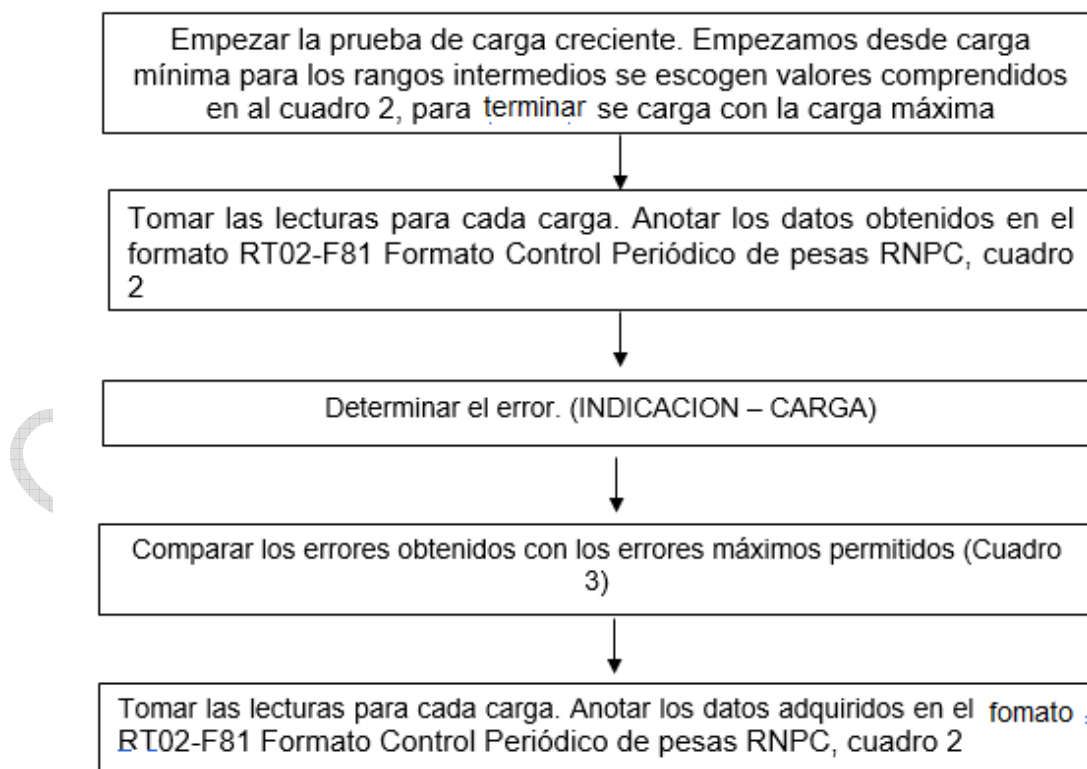 Empezar la prueba de carga creciente. Empezamos desde carga
mínima para los rangos intermedios se escogen valores comprendidos
en al cuadro 2, para terminar se carga con la carga máxima
Tomar las lecturas para cada carga. Anotar los datos obtenidos en el
formato RT02-F81 Formato Control Periódico de pesas RNPC, cuadro
2
Determinar el error. (INDICACION – CARGA)
Comparar los errores obtenidos con los errores máximos permitidos (Cuadro
3)
Tomar las lecturas para cada carga. Anotar los datos adquiridos en el fomato
RT02-F81 Formato Control Periódico de pesas RNPC, cuadro 2